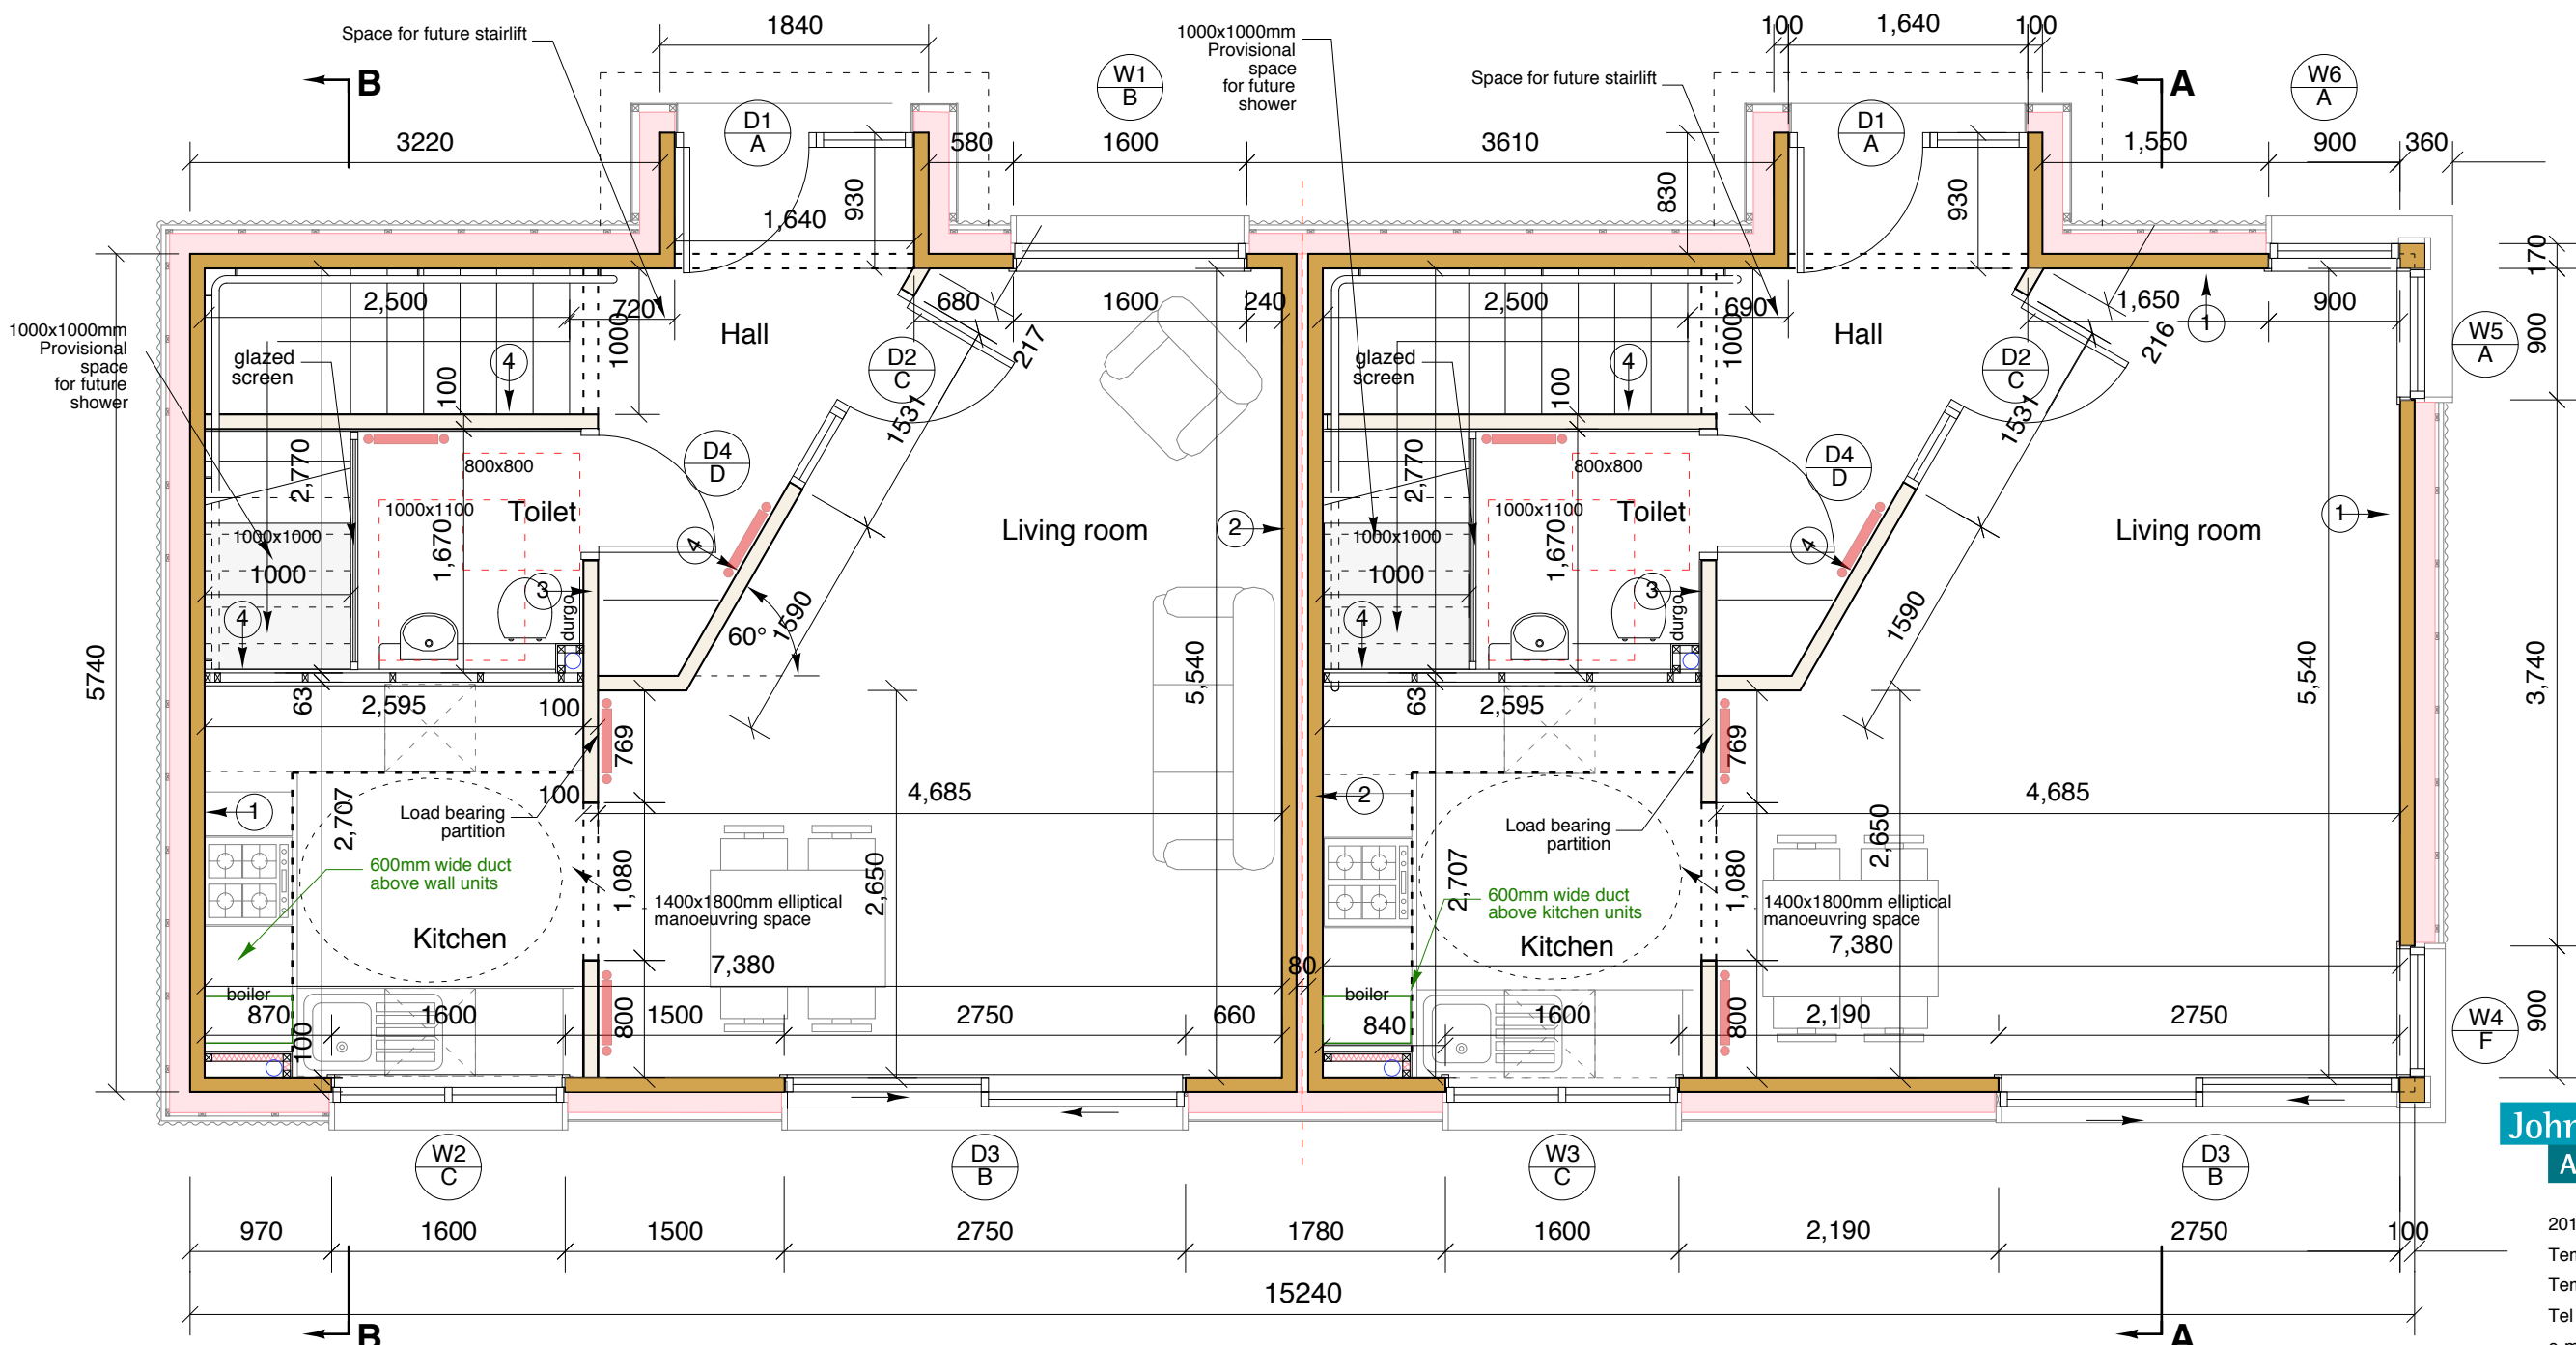 Space for future stairlift
1840
1000x1000mm
Provisional
space
for future
shower
Space for future stairlift
100
1,640
100
B
W1
B
A
W6
A
D1
A
D1
A
3220
580
1600
3610
1,550
900
360
930
830
930
1,640
170
2,500
720
680
1600
240
2,500
690
1,650
900
1
1000
Hall
1000
Hall
1000x1000mm
Provisional
space
for future
shower
glazed
screen
4
217
glazed
screen
4
216
W5
A
900
D2
C
D2
C
100
100
1531
1531
2,770
800x800
D4
D
2,770
800x800
D4
D
1000x1100
Toilet
1,670
1000x1000
4
Living room
2
1000x1100
Toilet
1,670
1000x1000
4
Living room
1
1000
3
durgo
1000
3
durgo
4
60°
1590
4
1590
5740
63
2,595
100
769
5,540
63
2,595
769
5,540
3,740
1
2,707
100
Load bearing
partition
4,685
2
2,707
Load bearing
partition
4,685
600mm wide duct
above wall units
1,080
2,650
600mm wide duct
above kitchen units
1,080
2,650
1400x1800mm elliptical
manoeuvring space
1400x1800mm elliptical
manoeuvring space
Kitchen
7,380
80
Kitchen
7,380
boiler
870
1600
800
1500
2750
660
boiler
840
1600
800
2,190
2750
W4
F
900
100
John
A
W2
C
D3
B
W3
C
D3
B
970
1600
1500
2750
1780
1600
2,190
2750
100
15240
B
A
201
Ten
Ten
Tel